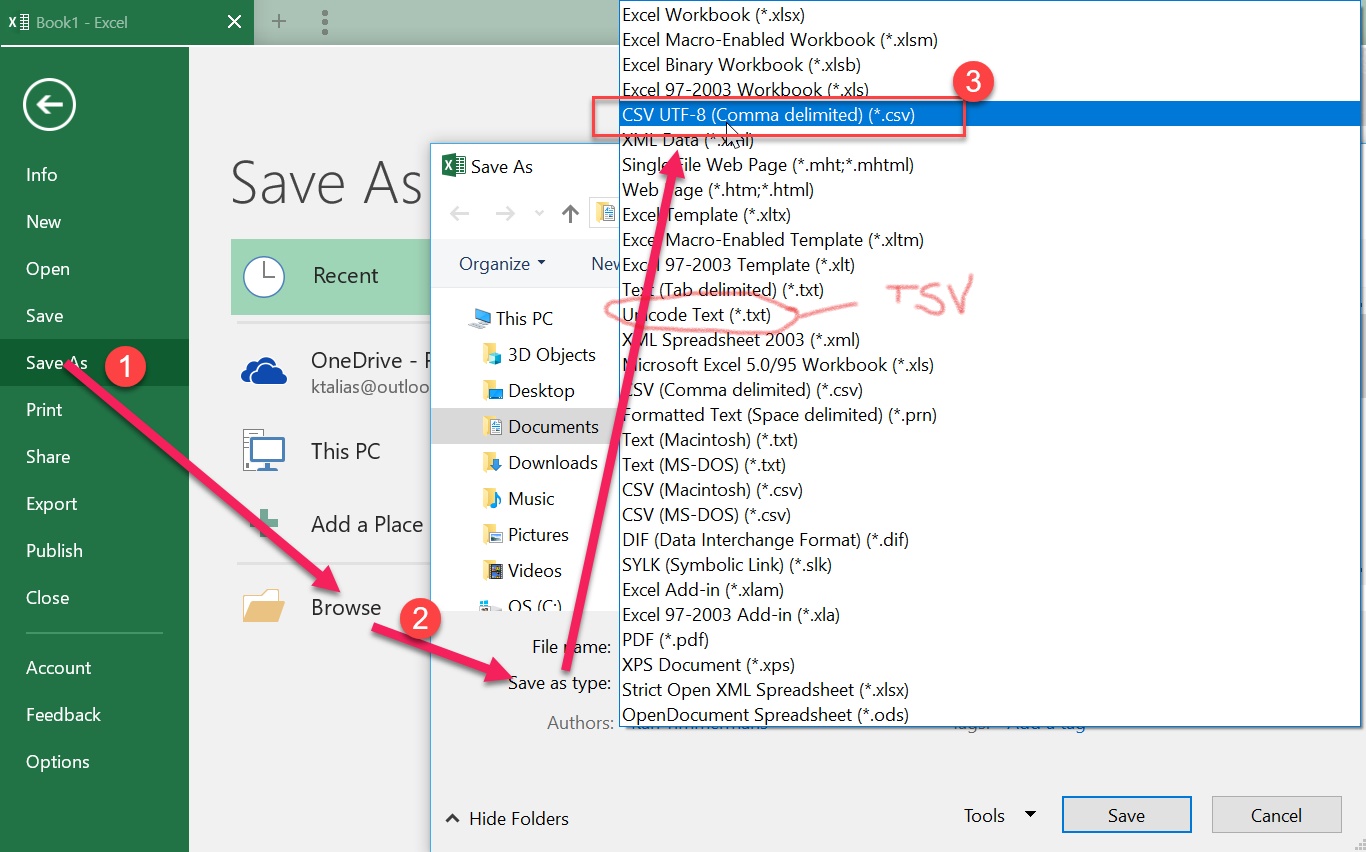 Book1 - Excel
Info
New
Open
Save
Save As
1
Print
Share
Export
Publish
Close
Account
Feedback
Options
Save As
Recent
OneDrive -
ktalias@outloo
This PC
Add a Place
Browse
2
Save As
Organize
New
This PC
3D Objects
Desktop
Documents
Downloads
Music
Pictures
Videos
OS (C:)
File name:
Save as type:
Authors:
Excel Workbook (*.xlsx)
Excel Macro-Enabled Workbook (*.xlsm)
Excel Binary Workbook (*.xlsb)
Excel 97-2003 Workbook (*.xls)
3
CSV UTF-8 (Comma delimited) (*.csv)
XML Data (*.xml)
Single File Web Page (*.mht;*.mhtml)
Web Page (*.htm;*.html)
Excel Template (*.xltx)
Excel Macro-Enabled Template (*.xltm)
Excel 97-2003 Template (*.xlt)
Text (Tab delimited) (*.txt)
Unicode Text (*.txt)
TSV
XML Spreadsheet 2003 (*.xml)
Microsoft Excel 5.0/95 Workbook (*.xls)
CSV (Comma delimited) (*.csv)
Formatted Text (Space delimited) (*.prn)
Text (Macintosh) (*.txt)
Text (MS-DOS) (*.txt)
CSV (Macintosh) (*.csv)
CSV (MS-DOS) (*.csv)
DIF (Data Interchange Format) (*.dif)
SYLK (Symbolic Link) (*.slk)
Excel Add-in (*.xlam)
Excel 97-2003 Add-in (*.xla)
PDF (*.pdf)
XPS Document (*.xps)
Strict Open XML Spreadsheet (*.xlsx)
OpenDocument Spreadsheet (*.ods)
Hide Folders
Tools
Save
Cancel